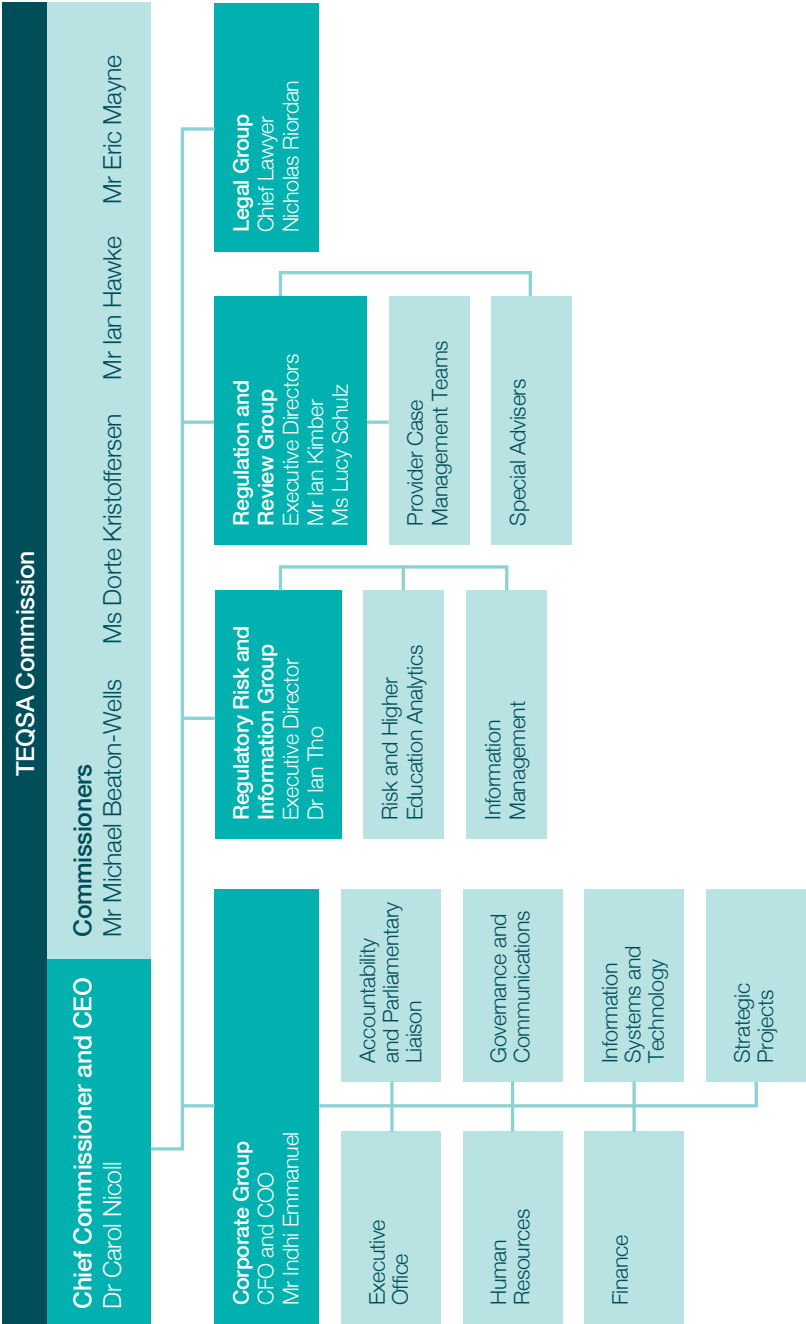 TEQSA Commission
Chief Commissioner and CEO
Dr Carol Nicoll
Commissioners
Mr Michael Beaton-Wells
Ms Dorte Kristoffersen
Mr Ian Hawke
Mr Eric Mayne
Corporate Group
CFO and COO
Mr Indhi Emmanuel
Executive
Office
Accountability
and Parliamentary
Liaison
Human
Resources
Governance and
Communications
Finance
Information
Systems and
Technology
Strategic
Projects
Regulatory Risk and
Information Group
Executive Director
Dr Ian Tho
Risk and Higher
Education Analytics
Information
Management
Regulation and
Review Group
Executive Directors
Mr Ian Kimber
Ms Lucy Schulz
Provider Case
Management Teams
Special Advisers
Legal Group
Chief Lawyer
Nicholas Riordan